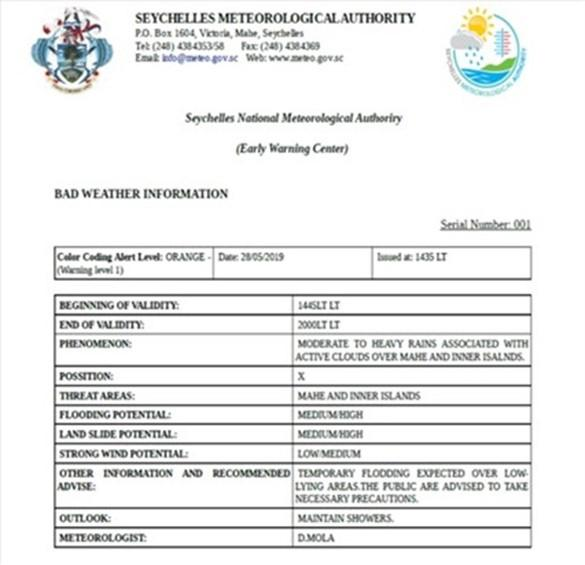 SEYCHELLES METEOROLOGICAL AUTHORITY
P.O. Box 1604, Victoria, Mahe, Seychelles
Tel: (248) 4384353/58 Fax: (248) 4384369
Email: info@meteo.gov.sc Web: www.meteo.gov.sc
SEYCHELLES METEOROLOGICAL AUTHORITY
Seychelles National Meteorological Authoriry
(Early Warning Center)
BAD WEATHER INFORMATION
Serial Number: 001
Color Coding Alert Level: ORANGE - Date: 28/05/2019 Issued at: 1435 LT
(Warning level 1)
BEGINNING OF VALIDITY: 1445LT LT
END OF VALIDITY: 2000LT LT
PHENOMENON: MODERATE TO HEAVY RAINS ASSOCIATED WITH
ACTIVE CLOUDS OVER MAHE AND INNER ISALNDS.
POSSITION: X
THREAT AREAS: MAHE AND INNER ISLANDS
FLOODING POTENTIAL: MEDIUM/HIGH
LAND SLIDE POTENTIAL: MEDIUM/HIGH
STRONG WIND POTENTIAL: LOW/MEDIUM
OTHER INFORMATION AND RECOMMENDED TEMPORARY FLODDING EXPECTED OVER LOW-
ADVISE: LYING AREAS.THE PUBLIC ARE ADVISED TO TAKE
NECESSARY PRECAUTIONS.
OUTLOOK: MAINTAIN SHOWERS.
METEOROLOGIST: D.MOLA